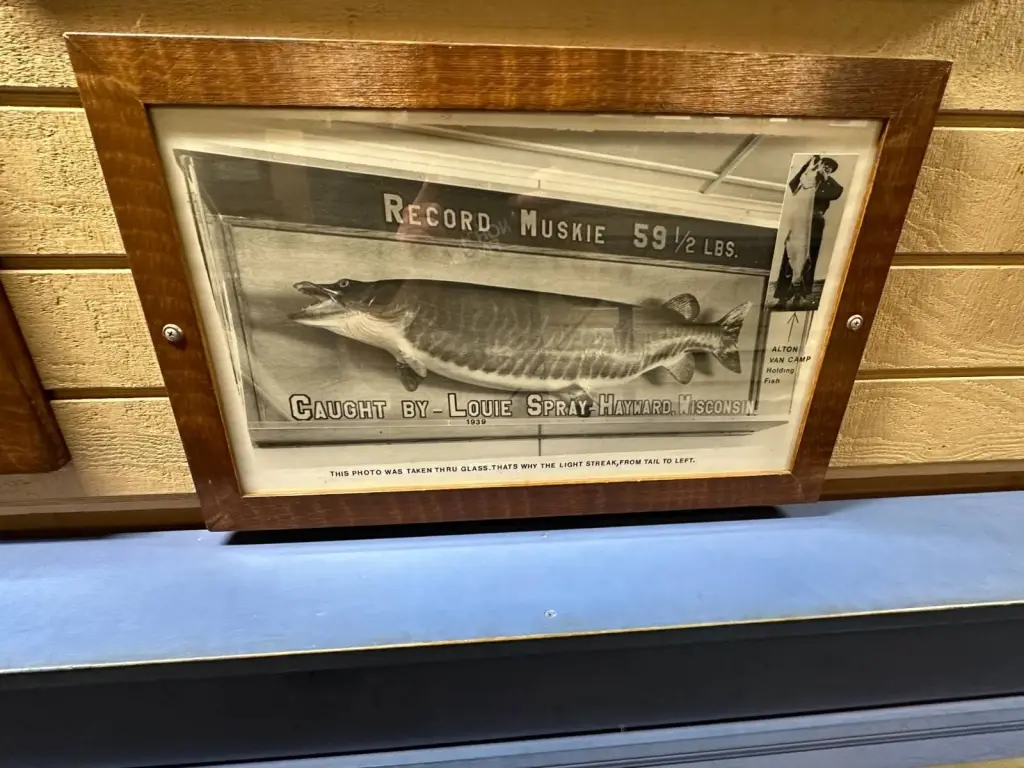 RECORD MUSKIE 59 1/2 LBS.
ALTON
VAN CAMP
Holding
Fish
CAUGHT BY - LOUIE SPRAY - HAYWARD, WISCONSIN.
1939
THIS PHOTO WAS TAKEN THRU GLASS. THATS WHY THE LIGHT STREAK, FROM TAIL TO LEFT.